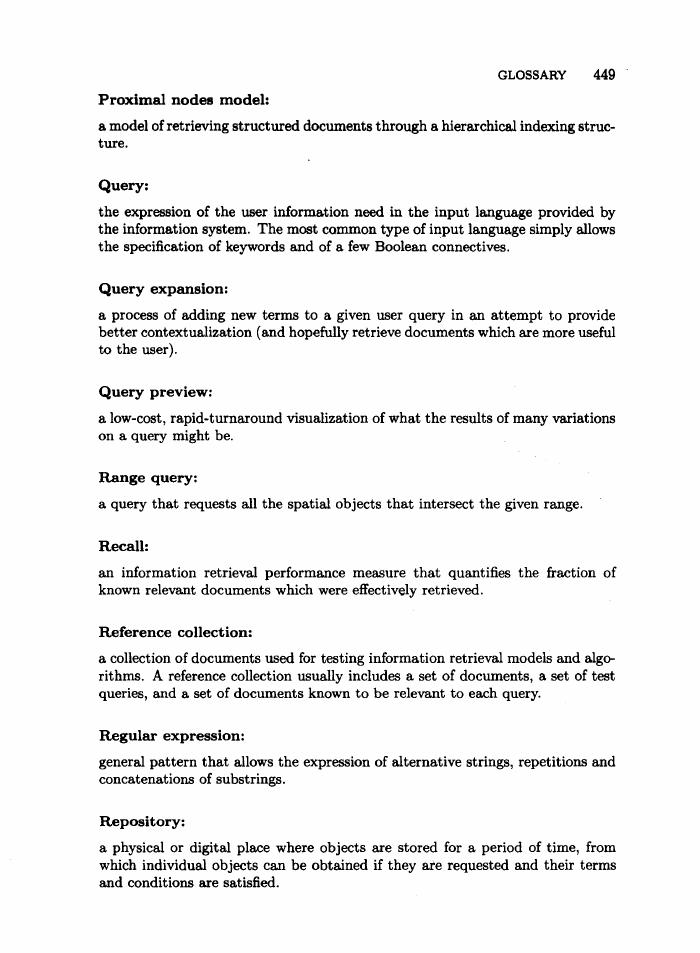 GLOSSARY 449
Proximal nodes model:
a model of retrieving structured documents through a hierarchical indexing struc-
ture.
Query:
the expression of the user information need in the input language provided by
the information system. The most common type of input language simply allows
the specification of keywords and of a few Boolean connectives.
Query expansion:
a process of adding new terms to a given user query in an attempt to provide
better contextualization (and hopefully retrieve documents which are more useful
to the user).
Query preview:
a low-cost, rapid-turnaround visualization of what the results of many variations
on a query might be.
Range query:
a query that requests all the spatial objects that intersect the given range.
Recall:
an information retrieval performance measure that quantifies the fraction of
known relevant documents which were effectively retrieved.
Reference collection:
a collection of documents used for testing information retrieval models and algo-
rithms. A reference collection usually includes a set of documents, a set of test
queries, and a set of documents known to be relevant to each query.
Regular expression:
general pattern that allows the expression of alternative strings, repetitions and
concatenations of substrings.
Repository:
a physical or digital place where objects are stored for a period of time, from
which individual objects can be obtained if they are requested and their terms
and conditions are satisfied.